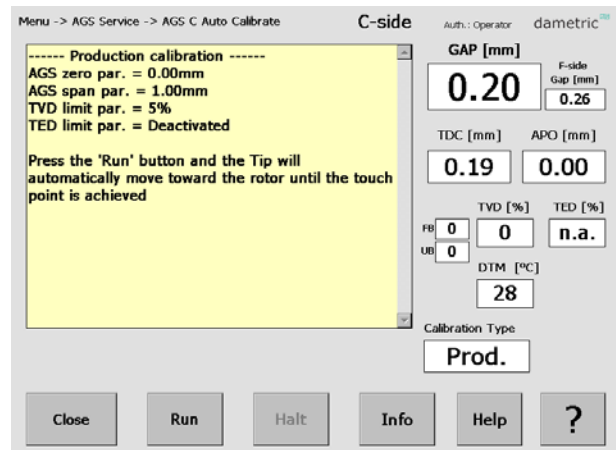 Menu -> AGS Service -> AGS C Auto Calibrate
C-side
Auth.: Operator
dametric
------ Production calibration ------
AGS zero par. = 0.00mm
AGS span par. = 1.00mm
TVD limit par. = 5%
TED limit par. = Deactivated
Press the 'Run' button and the Tip will
automatically move toward the rotor until the touch
point is achieved
GAP [mm]
0.20
F-side
Gap [mm]
0.26
TDC [mm]
APO [mm]
0.19
0.00
TVD [%]
TED [%]
FB 0
UB 0
0
n.a.
DTM [ºC]
28
Calibration Type
Prod.
Close
Run
Halt
Info
Help
?